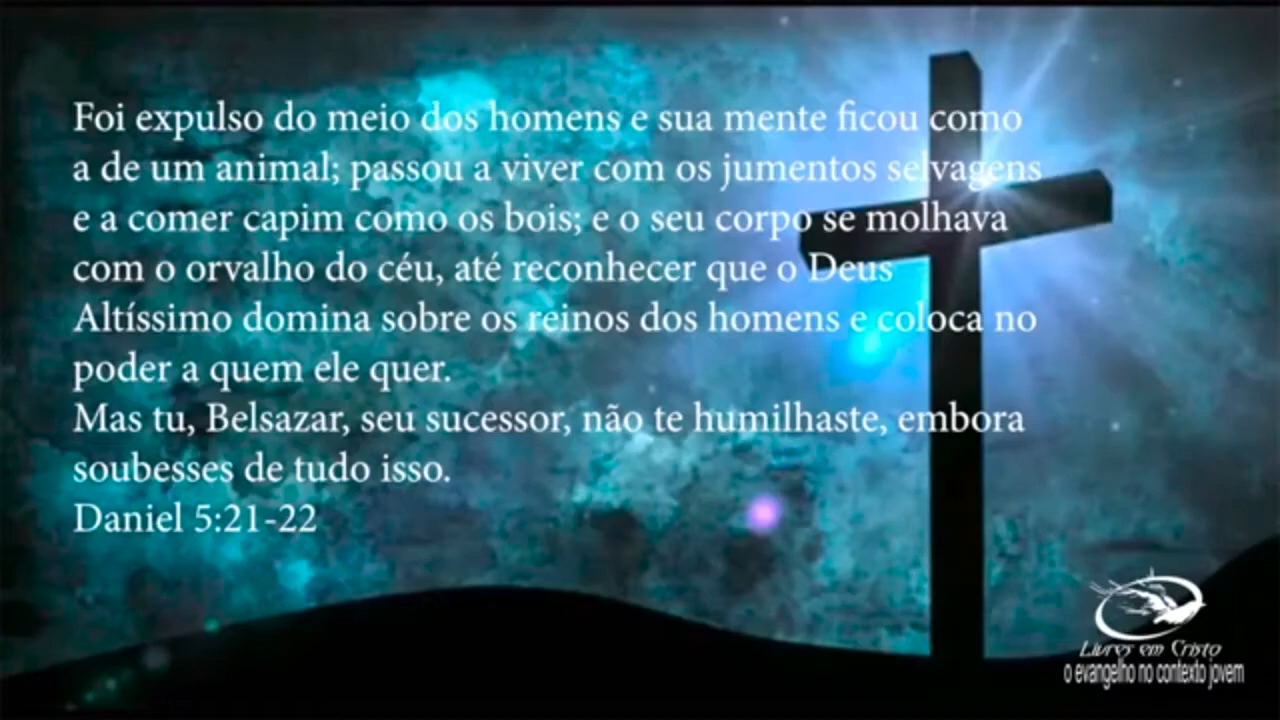 Foi expulso do meio dos homens e sua mente ficou como
a de um animal; passou a viver com os jumentos selvagens
e a comer capim como os bois; e o seu corpo se molhava
com o orvalho do céu, até reconhecer que o Deus
Altíssimo domina sobre os reinos dos homens e coloca no
poder a quem ele quer.
Mas tu, Belsazar, seu sucessor, não te humilhaste, embora
soubesses de tudo isso.
Daniel 5:21-22
Livres em Cristo
o evangelho no contexto jovem